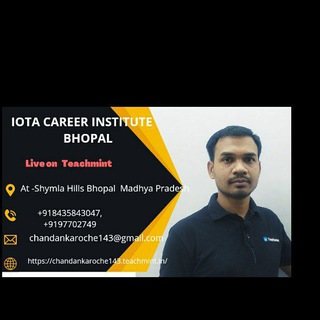 IOTA CAREER INSTITUTE
BHOPAL
Live on Teachmint
At -Shymla Hills Bhopal Madhya Pradesh
+918435843047,
+9197702749
chandankaroche143@gmail.com
https://chandankaroche143.teachmint.in/